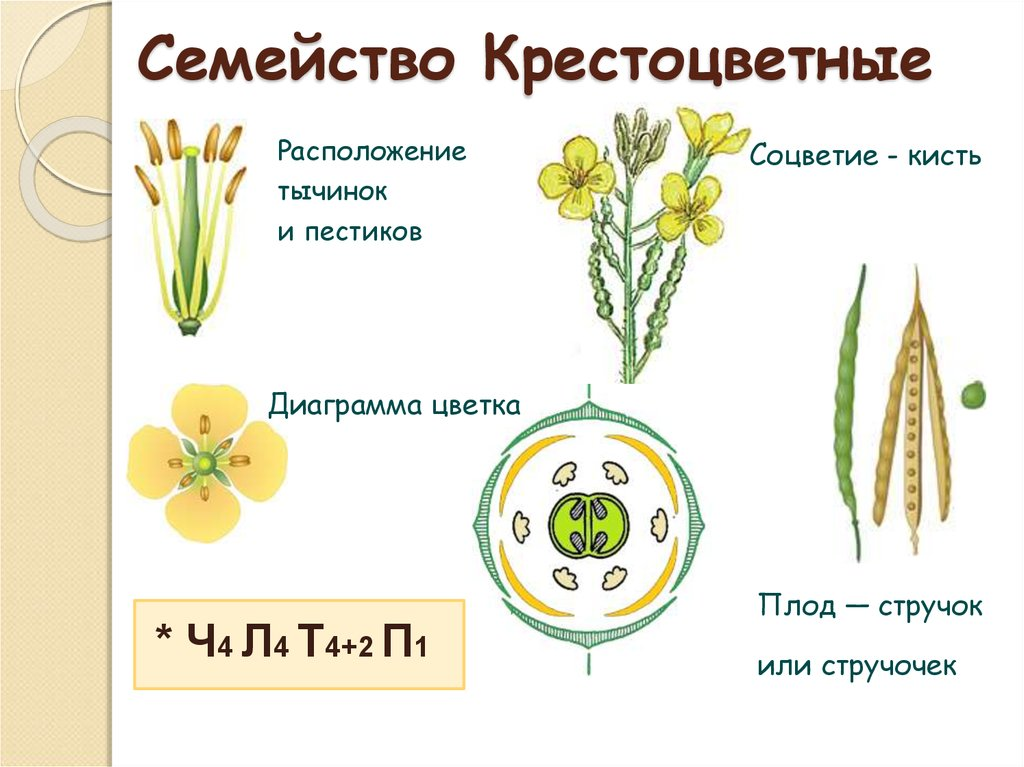 Семейство Крестоцветные
Расположение
тычинок
и пестиков
Соцветие - кисть
Диаграмма цветка
* Ч4 Л4 Т4+2 П1
Плод — стручок
или стручочек